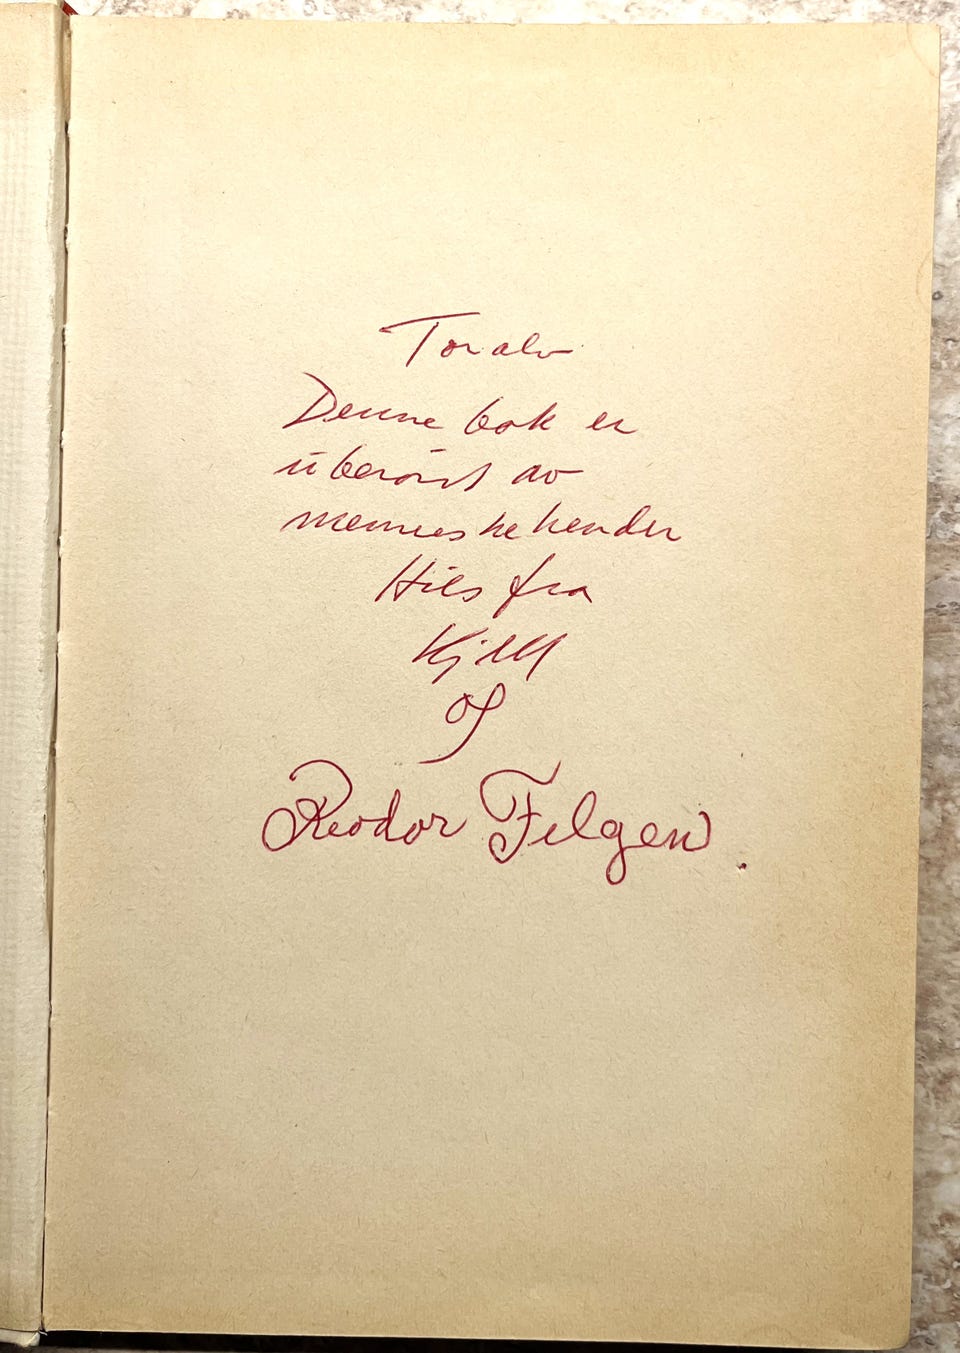 Toralv
Denne bok er
uberørt av
menneskehender
Hils fra
Kjell
og
Reodor Felgen.